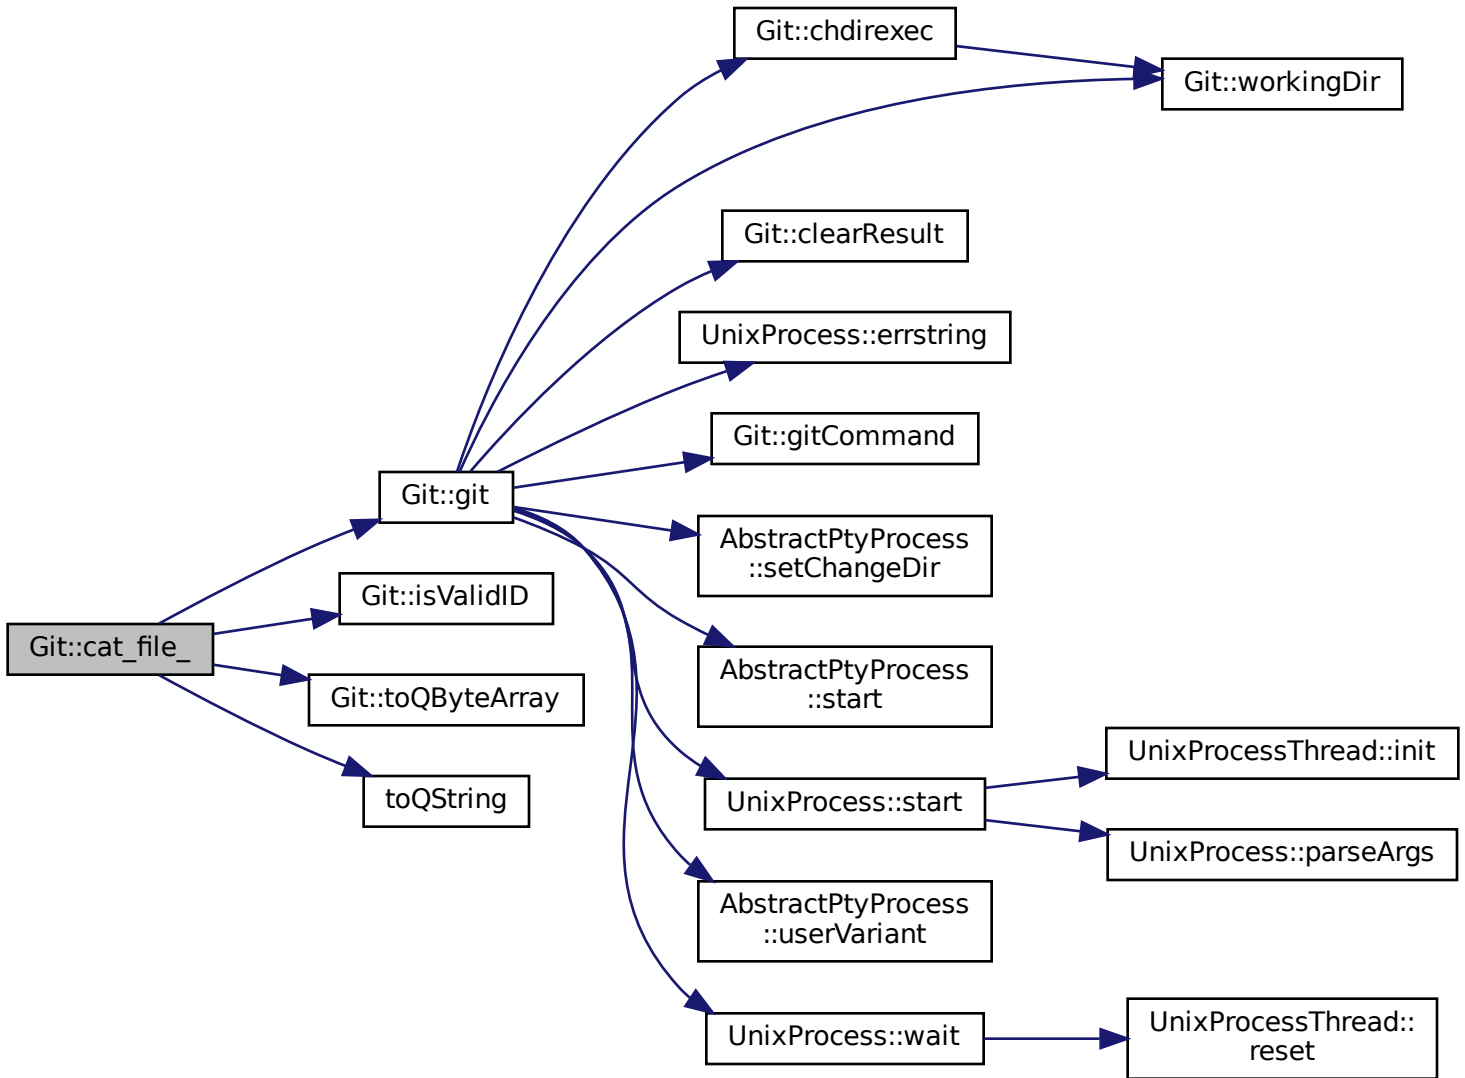 Git::chdirexec
Git::workingDir
Git::clearResult
UnixProcess::errstring
Git::gitCommand
Git::git
AbstractPtyProcess
::setChangeDir
Git::isValidID
Git::cat_file_
AbstractPtyProcess
::start
Git::toQByteArray
UnixProcessThread::init
toQString
UnixProcess::start
UnixProcess::parseArgs
AbstractPtyProcess
::userVariant
UnixProcess::wait
UnixProcessThread::
reset